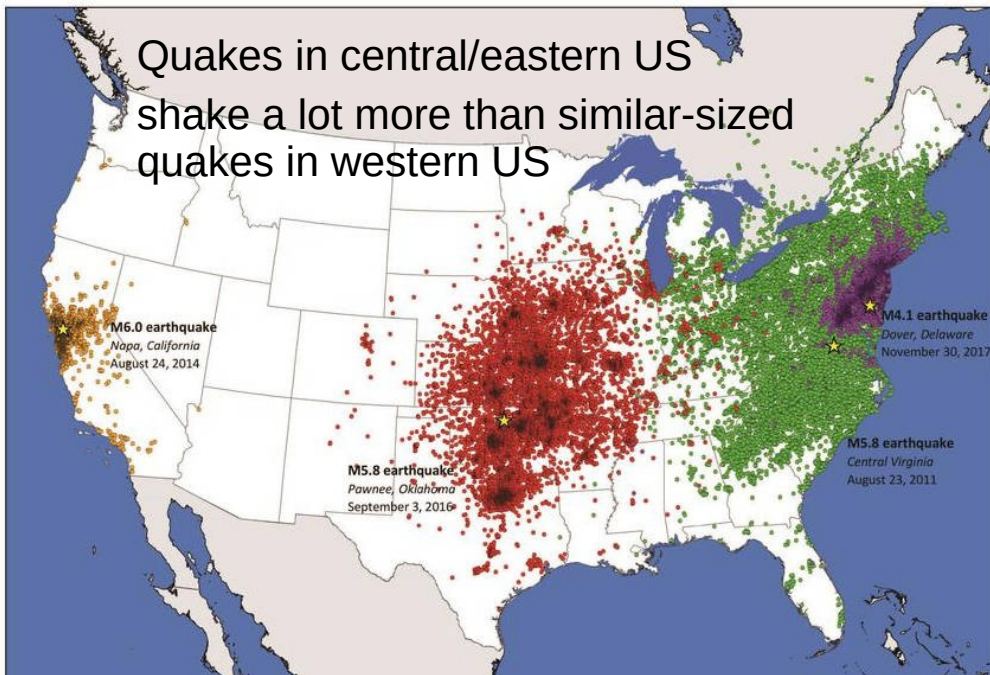 Quakes in central/eastern US
shake a lot more than similar-sized
quakes in western US
M6.0 earthquake
Napa, California
August 24, 2014
M4.1 earthquake
Dover, Delaware
November 30, 2017
M5.8 earthquake
Pawnee, Oklahoma
September 3, 2016
M5.8 earthquake
Central Virginia
August 23, 2011